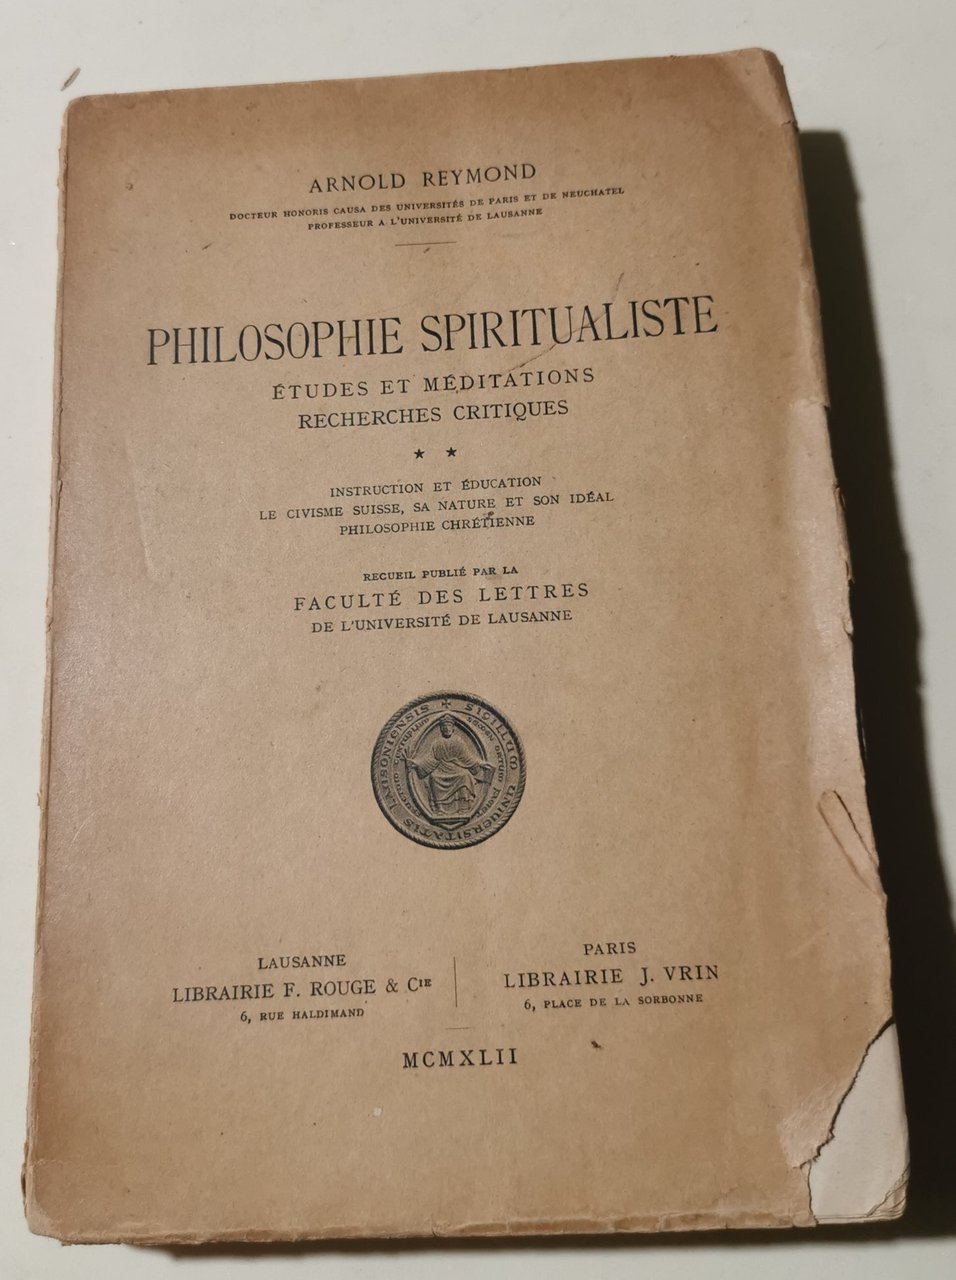 ARNOLD REYMOND
DOCTEUR HONORIS CAUSA DES UNIVERSITÉS DE PARIS ET DE NEUCHATEL
PROFESSEUR A L'UNIVERSITÉ DE LAUSANNE
PHILOSOPHIE SPIRITUALISTE
ÉTUDES ET MÉDITATIONS
RECHERCHES CRITIQUES
★ ★
INSTRUCTION ET ÉDUCATION
LE CIVISME SUISSE, SA NATURE ET SON IDÉAL
PHILOSOPHIE CHRÉTIENNE
RECUEIL PUBLIÉ PAR LA
FACULTÉ DES LETTRES
DE L'UNIVERSITÉ DE LAUSANNE
SIGILLUM UNIVERSITATIS LAUSONIENSIS
LAUSANNE
LIBRAIRIE F. ROUGE & CIE
6, RUE HALDIMAND
PARIS
LIBRAIRIE J. VRIN
6, PLACE DE LA SORBONNE
MCMXLII